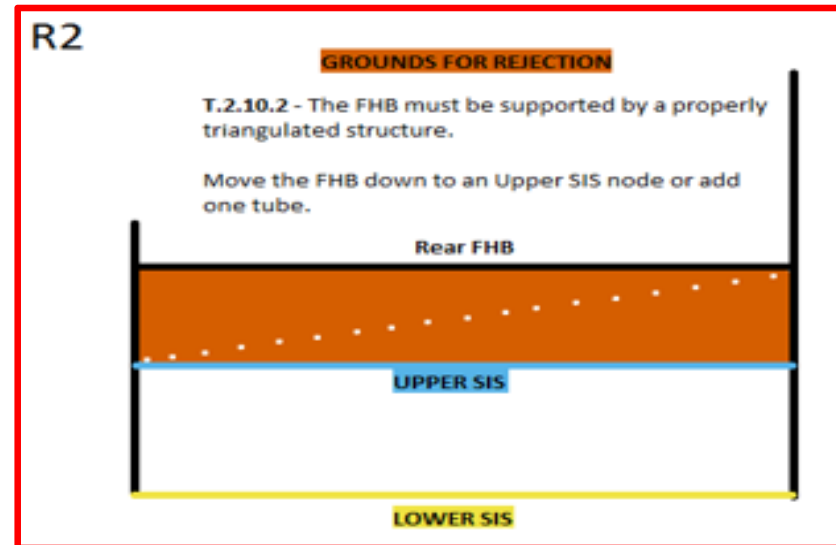 R2
GROUNDS FOR REJECTION
T.2.10.2 - The FHB must be supported by a properly
triangulated structure.
Move the FHB down to an Upper SIS node or add
one tube.
Rear FHB
UPPER SIS
LOWER SIS